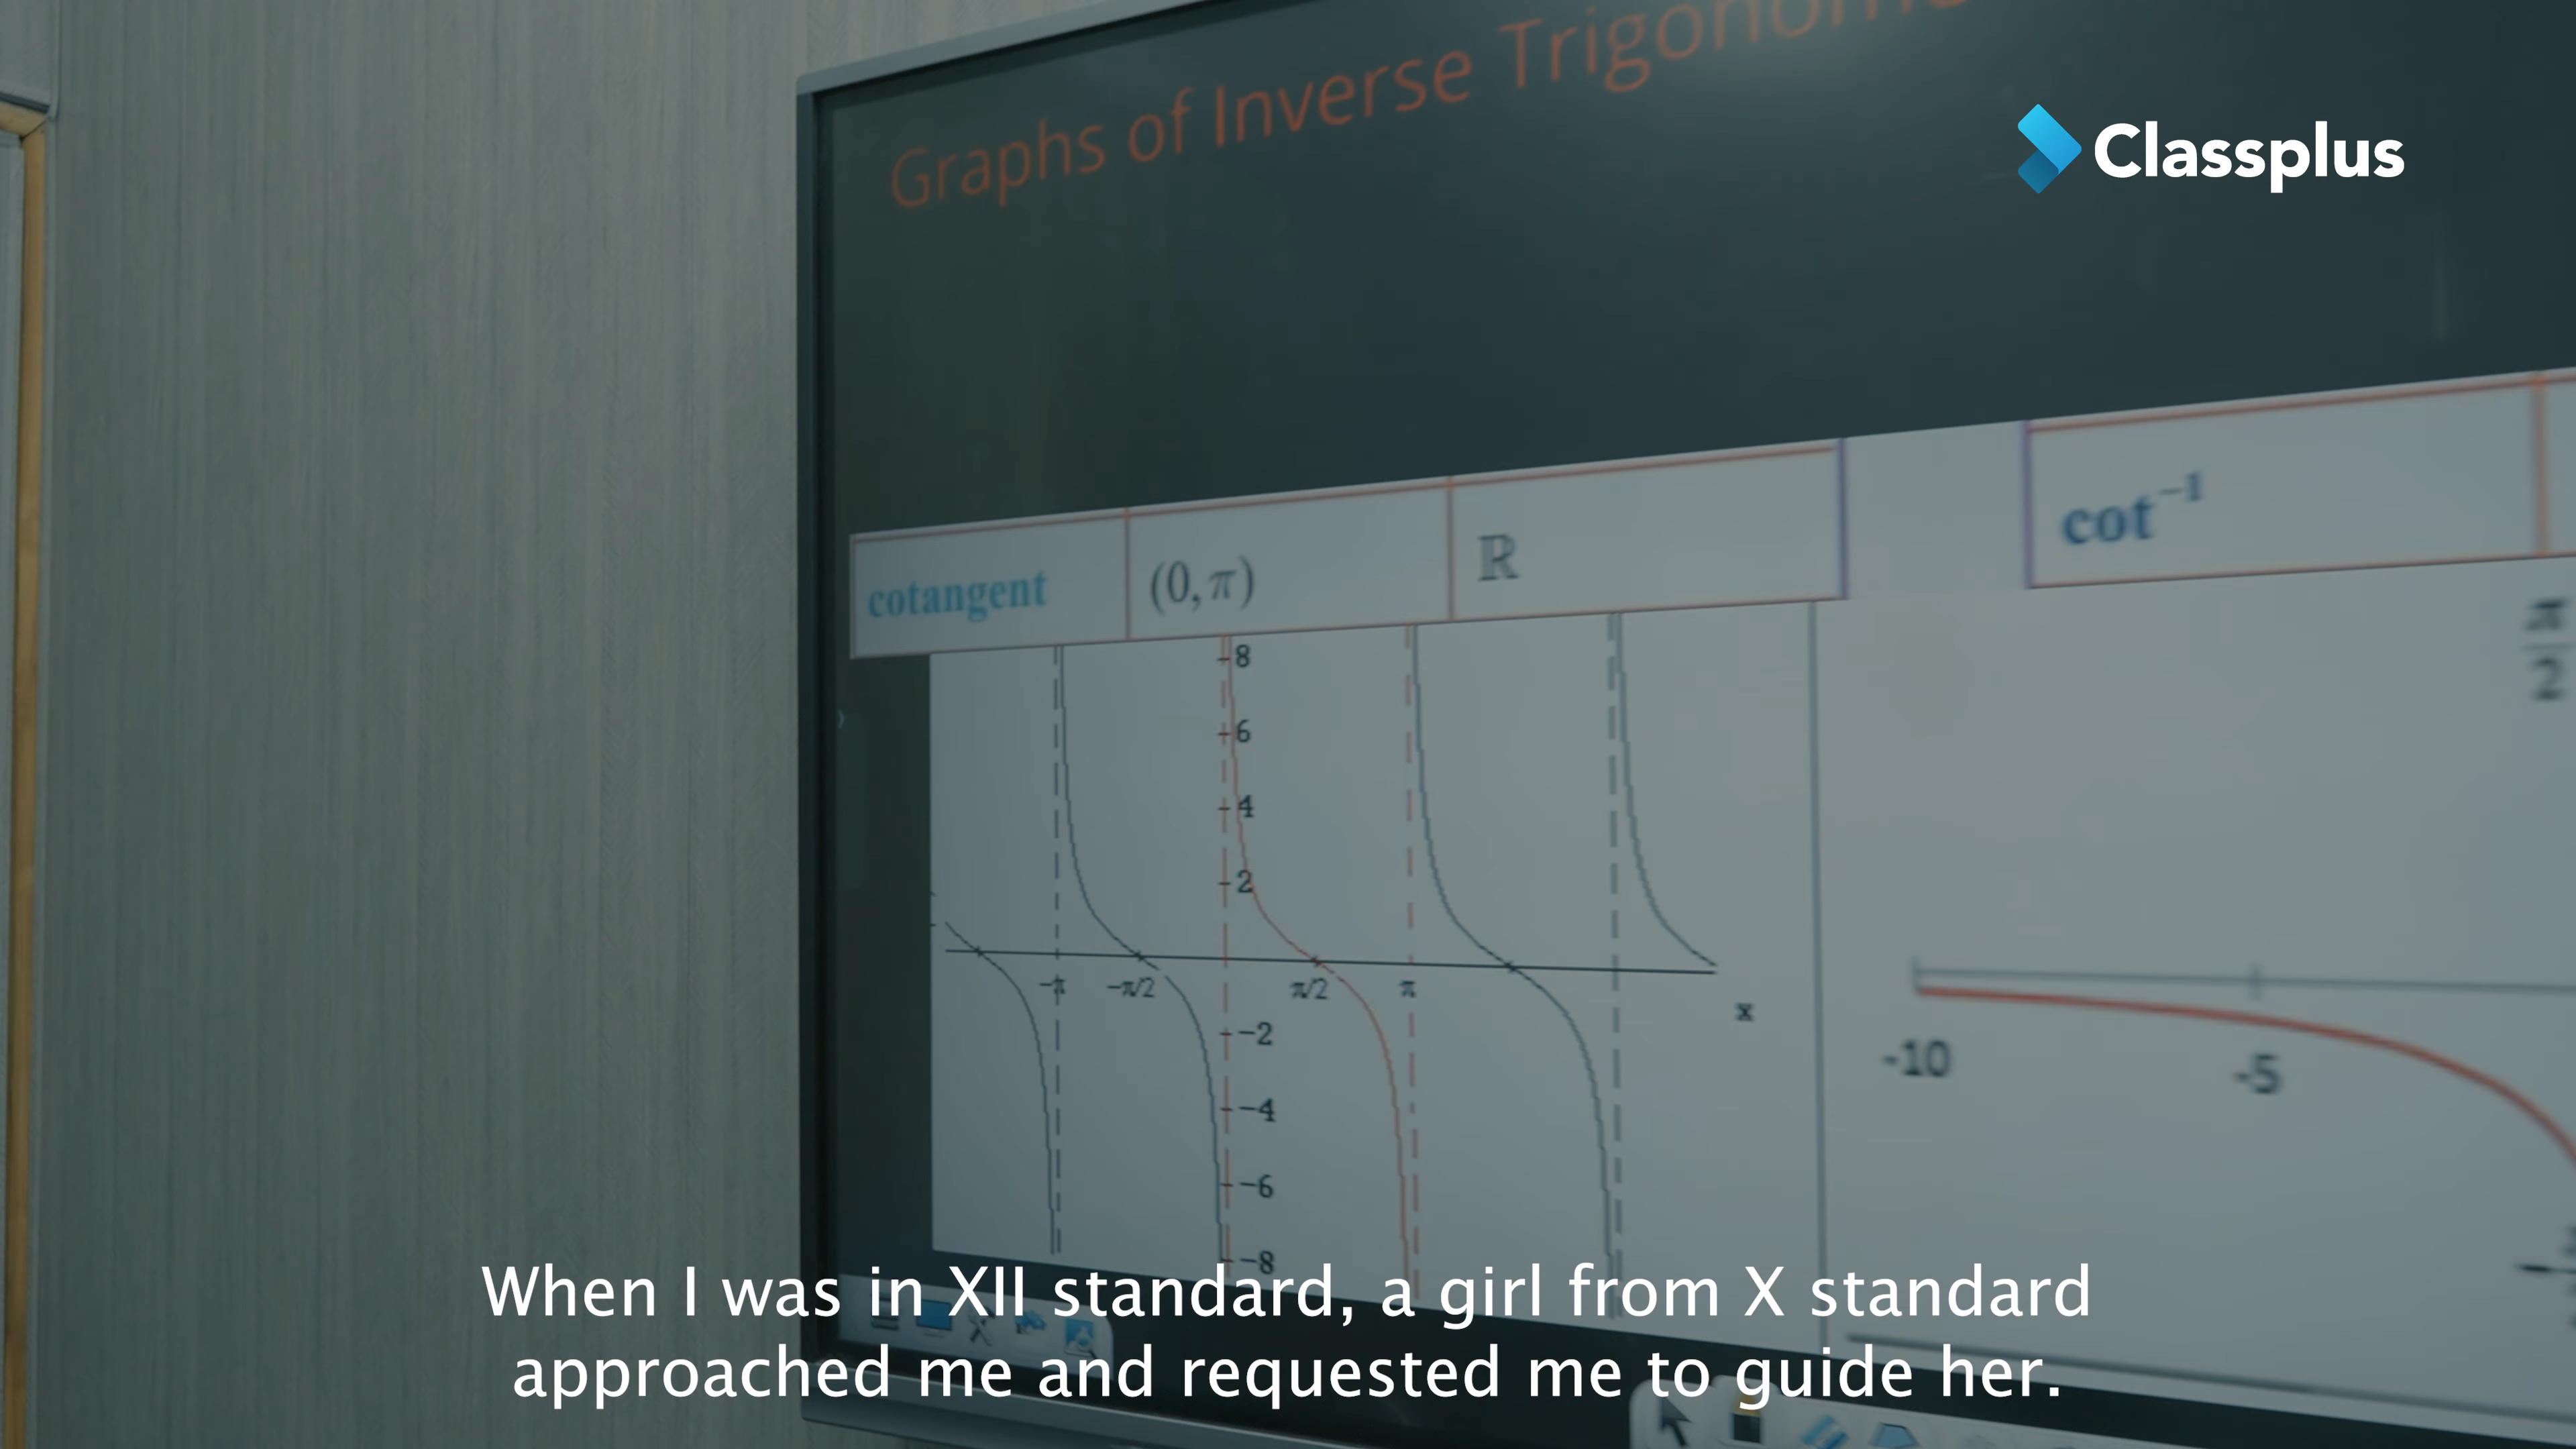 Graphs of Inverse
Classplus
cotangent (0, π) ℝ cot⁻¹
π/2
8
6
4
2
-π -π/2 π/2 π x
-2
-4
-6
-8
-10 -5
When I was in XII standard, a girl from X standard
approached me and requested me to guide her.